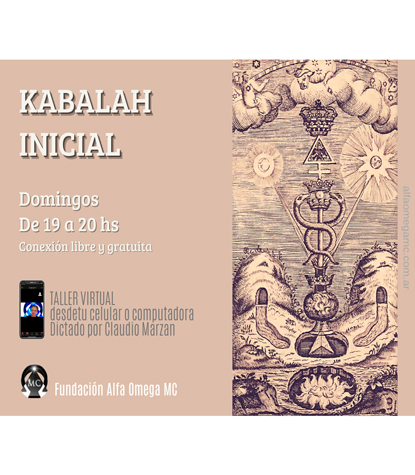 KABALAH
INICIAL
Domingos
De 19 a 20 hs
Conexión libre y gratuita
TALLER VIRTUAL
desdetu celular o computadora
Dictado por Claudio Marzan
MC
Fundación Alfa Omega MC
alfaomegamc.com.ar